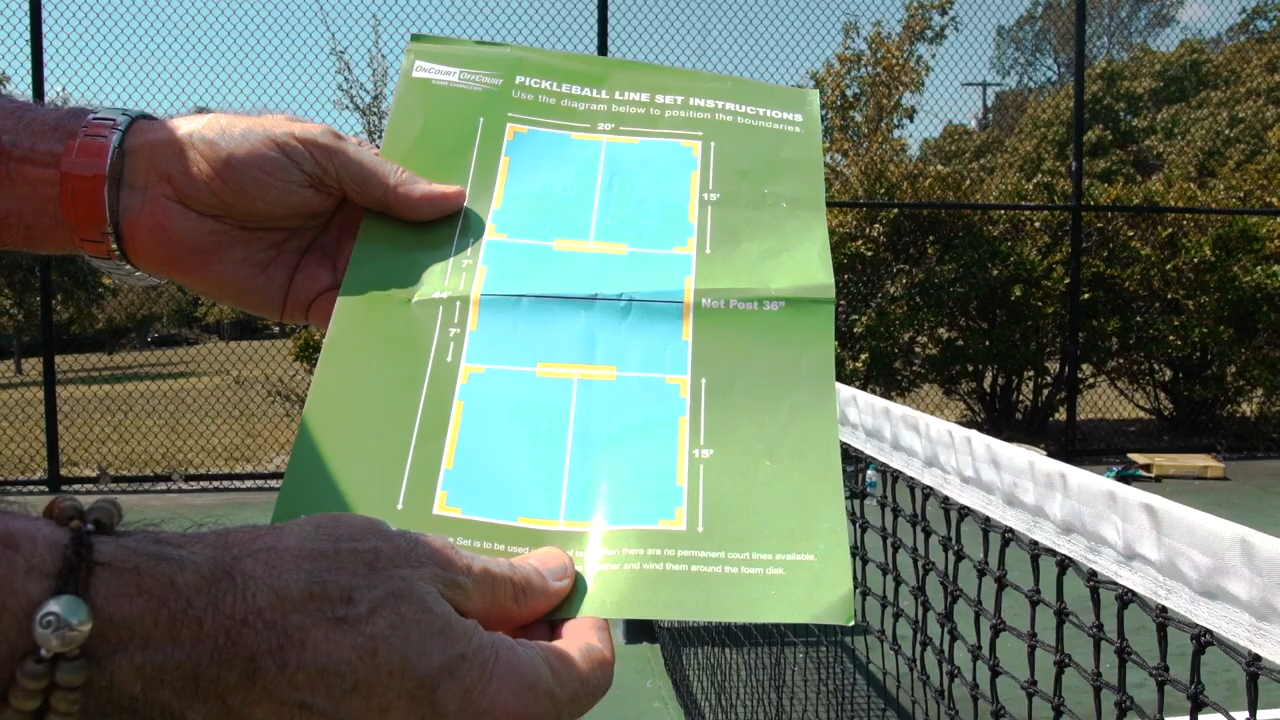 ONCOURT OFFCOURT
GAME CHANGERS
PICKLEBALL LINE SET INSTRUCTIONS
Use the diagram below to position the boundaries.
20'
15'
7'
44'
Net Post 36"
7'
15'
Set is to be used when there are no permanent court lines available.
and wind them around the foam disk.